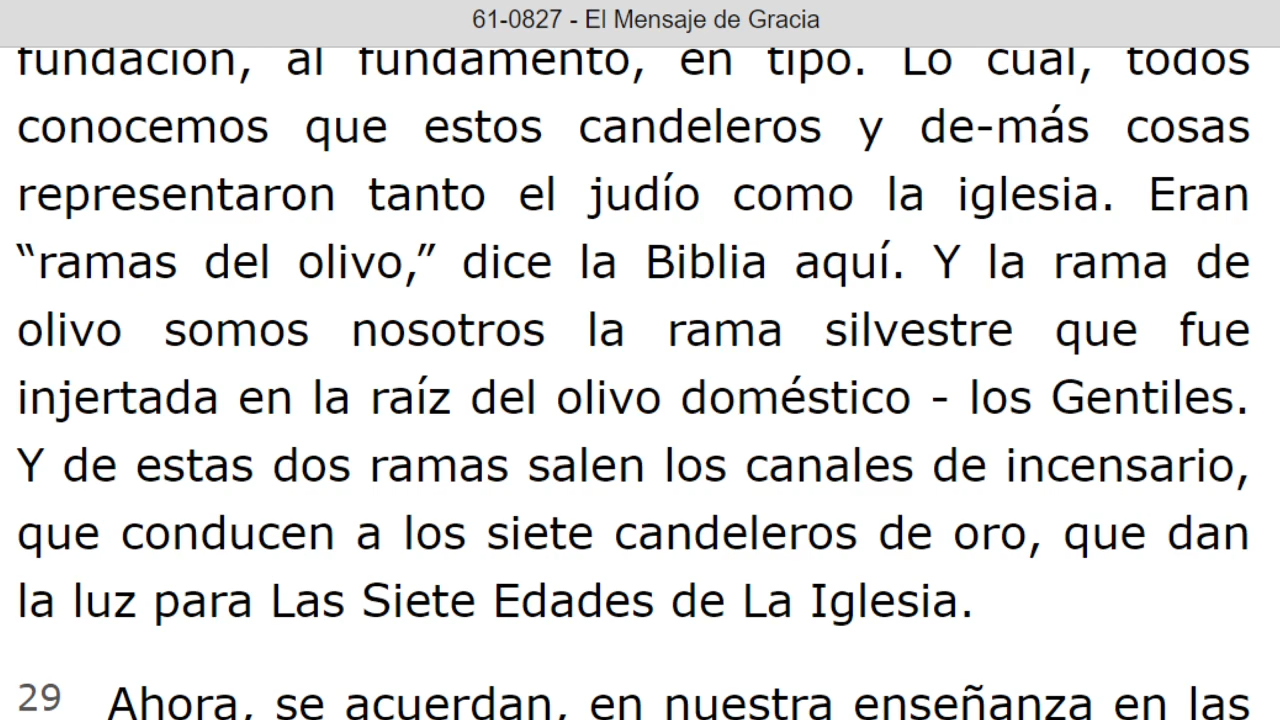 61-0827 - El Mensaje de Gracia
fundación, al fundamento, en tipo. Lo cual, todos
conocemos que estos candeleros y de-más cosas
representaron tanto el judío como la iglesia. Eran
“ramas del olivo,” dice la Biblia aquí. Y la rama de
olivo somos nosotros la rama silvestre que fue
injertada en la raíz del olivo doméstico - los Gentiles.
Y de estas dos ramas salen los canales de incensario,
que conducen a los siete candeleros de oro, que dan
la luz para Las Siete Edades de La Iglesia.
29 Ahora, se acuerdan, en nuestra enseñanza en las